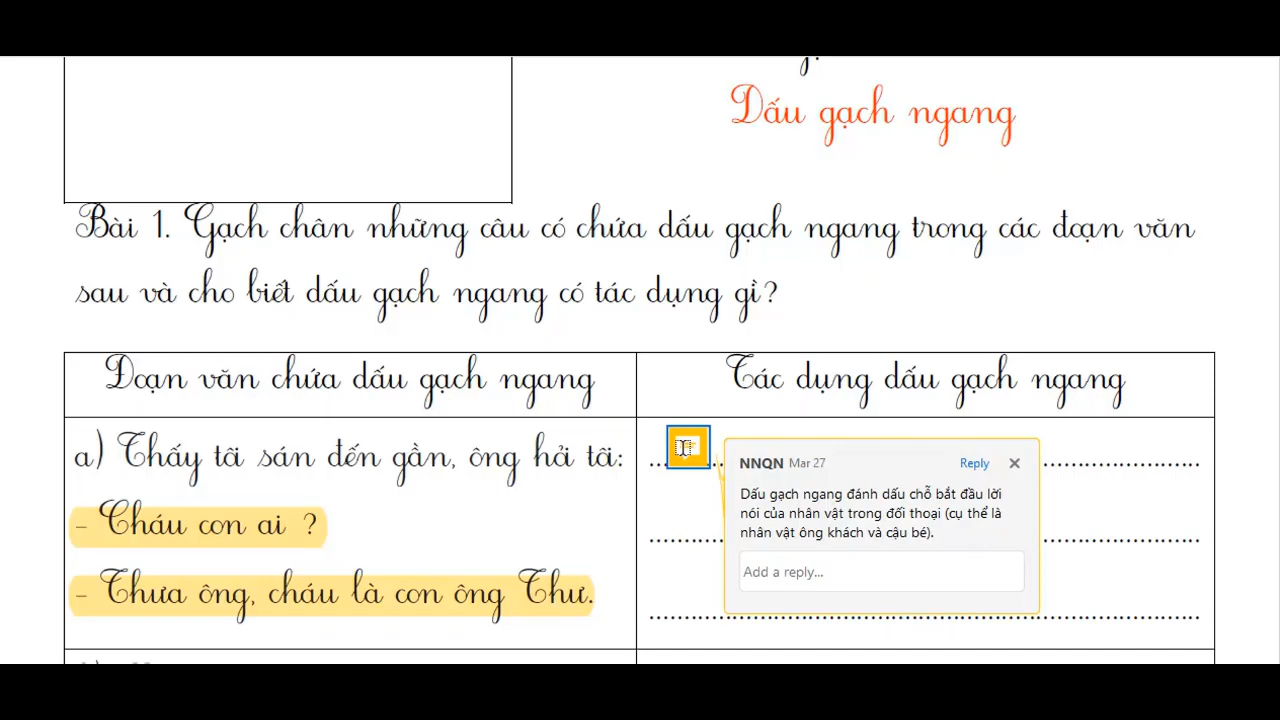 Dấu gạch ngang
Bài 1. Gạch chân những câu có chứa dấu gạch ngang trong các đoạn văn
sau và cho biết dấu gạch ngang có tác dụng gì?
Đoạn văn chứa dấu gạch ngang
Tác dụng dấu gạch ngang
a) Thấy tôi sán đến gần, ông hỏi tôi:
- Cháu con ai ?
- Thưa ông, cháu là con ông Thư.
NNQN Mar 27 Reply
Dấu gạch ngang đánh dấu chỗ bắt đầu lời
nói của nhân vật trong đối thoại (cụ thể là
nhân vật ông khách và cậu bé).
Add a reply...